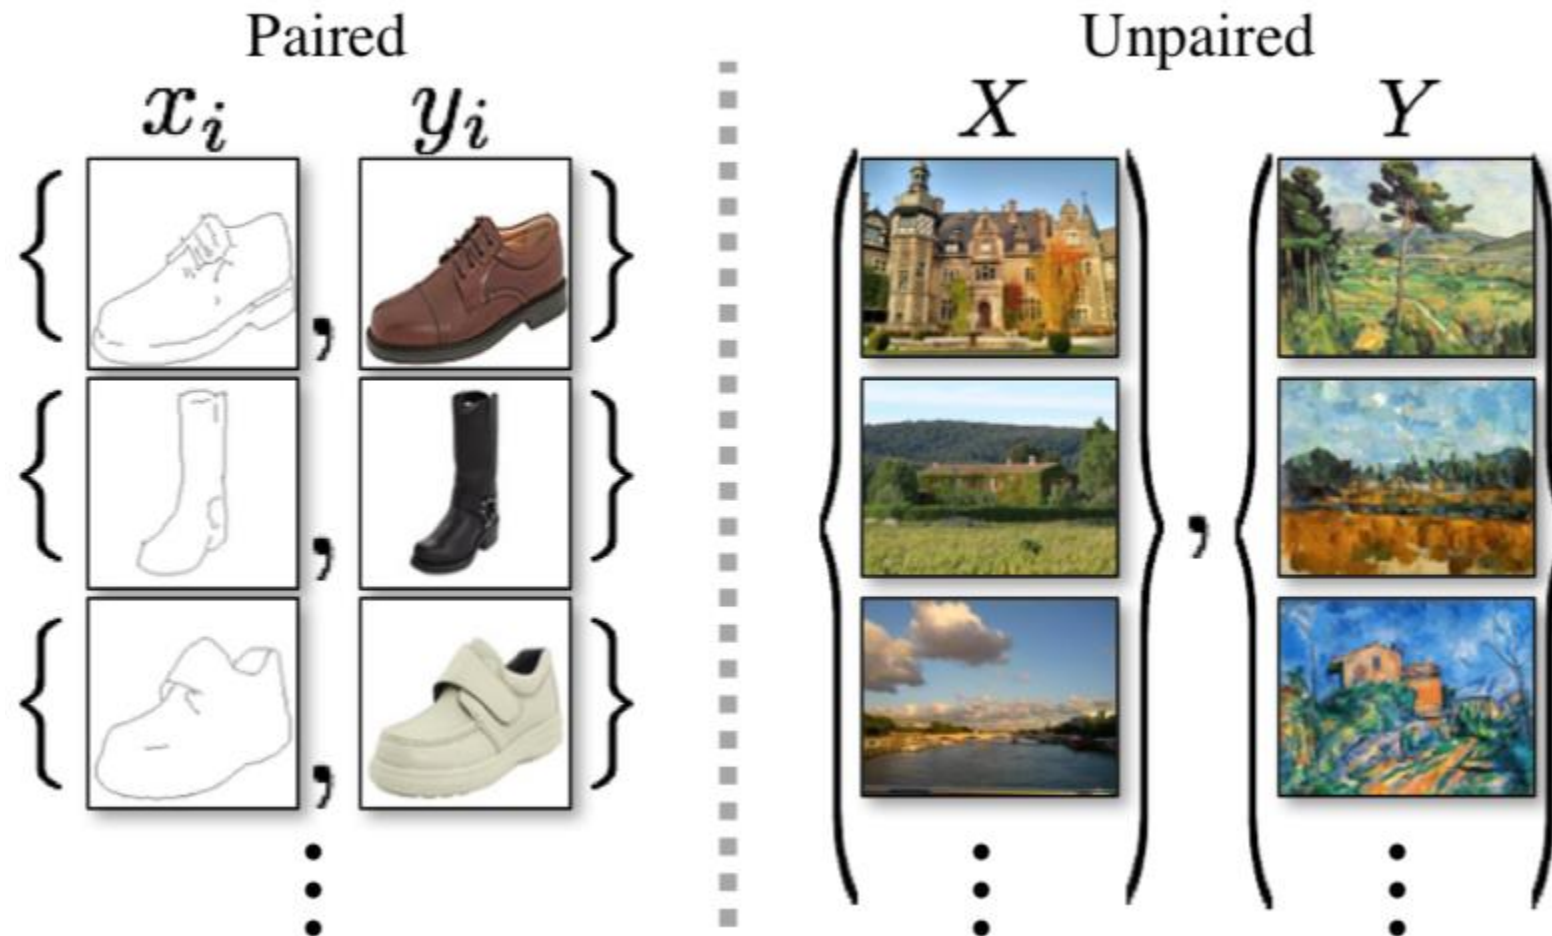 Paired
Unpaired
x_i
y_i
X
Y
{ , }
{ , }
{ , }
{ }, { }